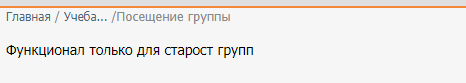 Главная / Учеба... /Посещение группы
Функционал только для старост групп